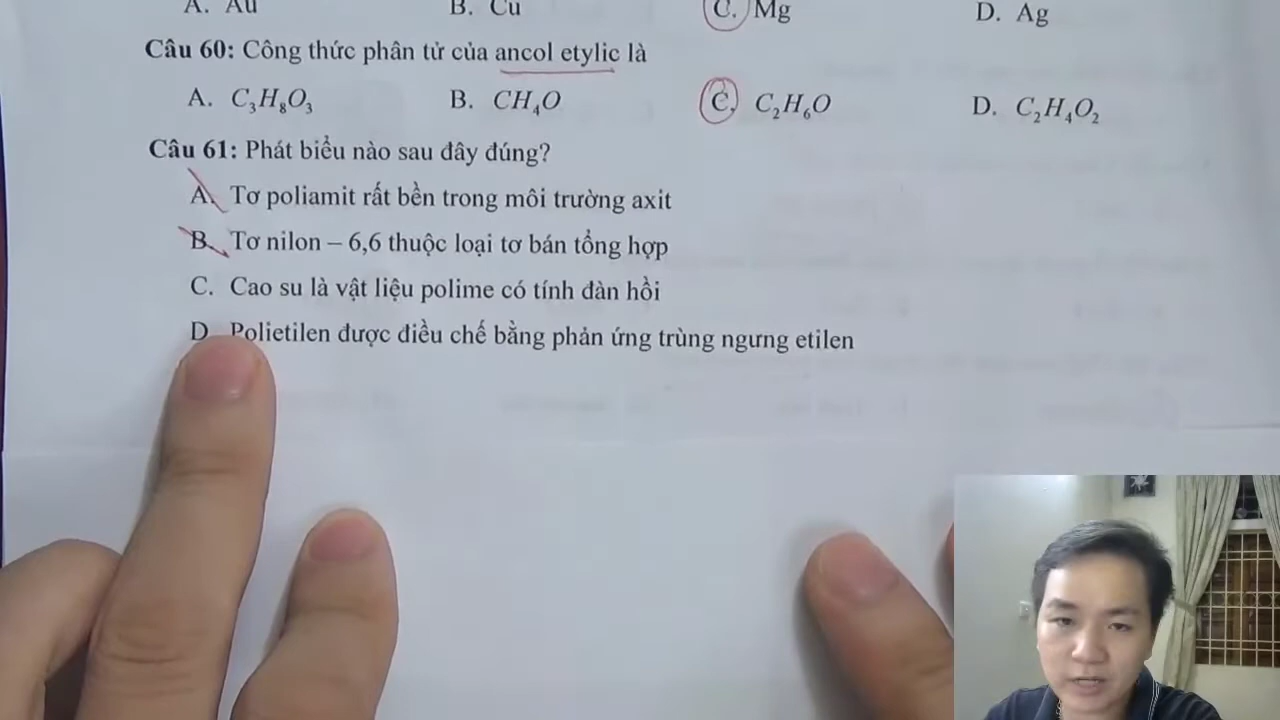 A. Au B. Cu C. Mg D. Ag
Câu 60: Công thức phân tử của ancol etylic là
A. C₃H₈O₃ B. CH₄O C. C₂H₆O D. C₂H₄O₂
Câu 61: Phát biểu nào sau đây đúng?
A. Tơ poliamit rất bền trong môi trường axit
B. Tơ nilon – 6,6 thuộc loại tơ bán tổng hợp
C. Cao su là vật liệu polime có tính đàn hồi
D. Polietilen được điều chế bằng phản ứng trùng ngưng etilen